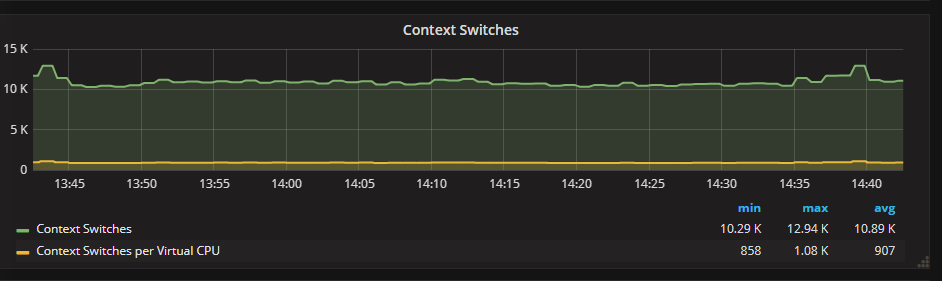 Context Switches
15 K
10 K
5 K
0
13:45 13:50 13:55 14:00 14:05 14:10 14:15 14:20 14:25 14:30 14:35 14:40
min max avg
Context Switches 10.29 K 12.94 K 10.89 K
Context Switches per Virtual CPU 858 1.08 K 907